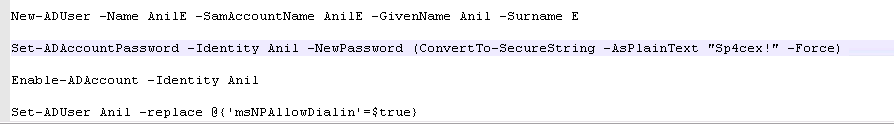 New-ADUser -Name AnilE -SamAccountName AnilE -GivenName Anil -Surname E
Set-ADAccountPassword -Identity Anil -NewPassword (ConvertTo-SecureString -AsPlainText "Sp4cex!" -Force)
Enable-ADAccount -Identity Anil
Set-ADUser Anil -replace @{'msNPAllowDialin'=$true}